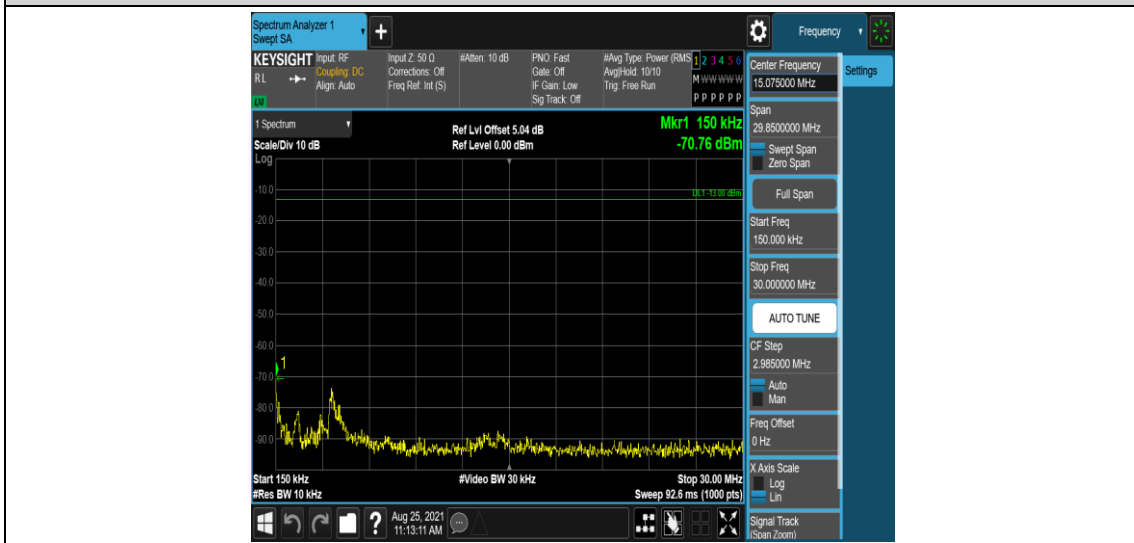 Spectrum Analyzer 1
Swept SA
+
Frequency
KEYSIGHT
RL
Input: RF
Coupling: DC
Align: Auto
Input Z: 50 Ω
Corrections: Off
Freq Ref: Int (S)
#Atten: 10 dB
PNO: Fast
Gate: Off
IF Gain: Low
Sig Track: Off
#Avg Type: Power (RMS
Avg|Hold: 10/10
Trig: Free Run
1 2 3 4 5 6
M W W W W W
P P P P P P
1 Spectrum
Scale/Div 10 dB
Log
Ref Lvl Offset 5.04 dB
Ref Level 0.00 dBm
Mkr1 150 kHz
-70.76 dBm
DL1 -13.00 dBm
-10.0
-20.0
-30.0
-40.0
-50.0
-60.0
-70.0
-80.0
-90.0
1
Start 150 kHz
#Res BW 10 kHz
#Video BW 30 kHz
Stop 30.00 MHz
Sweep 92.6 ms (1000 pts)
?
Aug 25, 2021
11:13:11 AM
Center Frequency
15.075000 MHz
Settings
Span
29.8500000 MHz
Swept Span
Zero Span
Full Span
Start Freq
150.000 kHz
Stop Freq
30.000000 MHz
AUTO TUNE
CF Step
2.985000 MHz
Auto
Man
Freq Offset
0 Hz
X Axis Scale
Log
Lin
Signal Track
(Span Zoom)